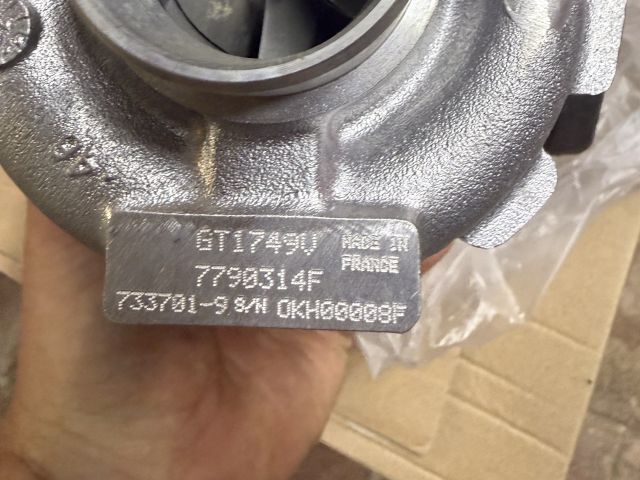 GT1749V
MADE IN
FRANCE
7790314F
733701-9 S/N OKH00008F